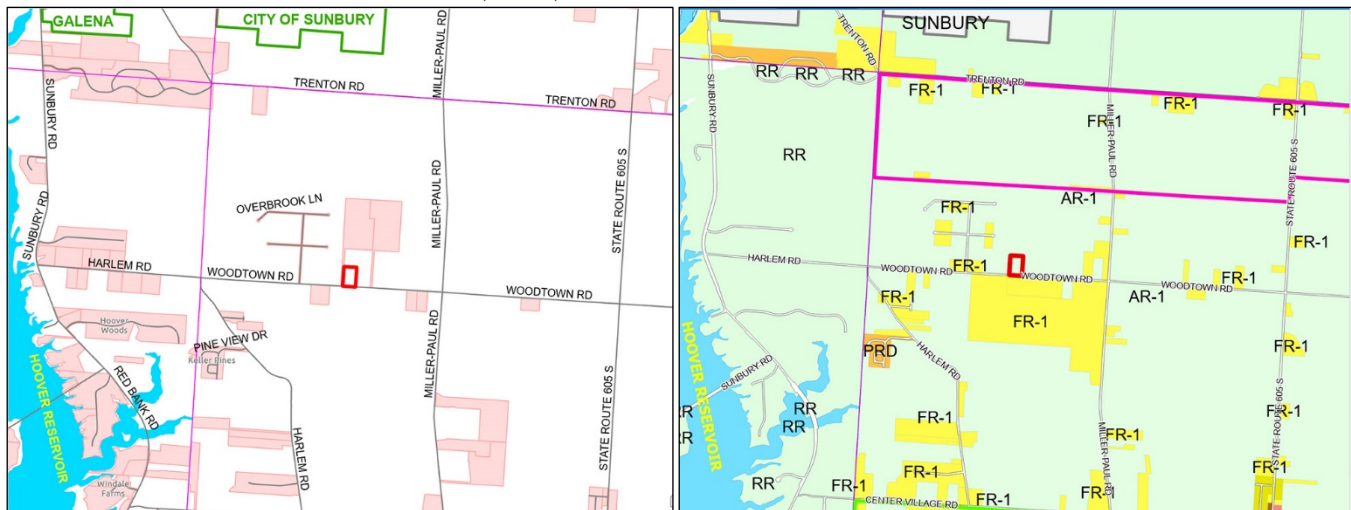 GALENA
CITY OF SUNBURY
SUNBURY RD
MILLER-PAUL RD
TRENTON RD
TRENTON RD
MILLER-PAUL RD
STATE ROUTE 605 S
OVERBROOK LN
SUNBURY RD
HARLEM RD
WOODTOWN RD
WOODTOWN RD
Hoover
Woods
PINE VIEW DR
Keller Pines
MILLER-PAUL RD
HOOVER RESERVOIR
RED BANK RD
HARLEM RD
STATE ROUTE 605 S
Windale
Farms
SUNBURY
TRENTON RD
RR
RR
RR
TRENTON RD
FR-1
FR-1
FR-1
FR-1
SUNBURY RD
FR-1
MILLER-PAUL RD
RR
AR-1
STATE ROUTE 605 S
FR-1
FR-1
HARLEM RD
WOODTOWN RD
FR-1
WOODTOWN RD
FR-1
WOODTOWN RD
AR-1
FR-1
FR-1
PRD
HARLEM RD
FR-1
SUNBURY RD
HOOVER RESERVOIR
RR
RR
RR
RR
FR-1
FR-1
MILLER-PAUL RD
STATE ROUTE 605 S
RR
FR-1
FR-1
FR-1
FR-1
FR-1
CENTER VILLAGE RD